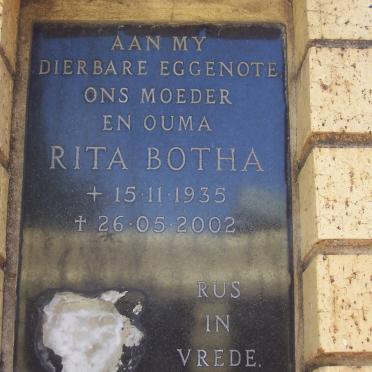 AAN MY
DIERBARE EGGENOTE
ONS MOEDER
EN OUMA
RITA BOTHA
+ 15·11·1935
✝ 26·05·2002
RUS
IN
VREDE.